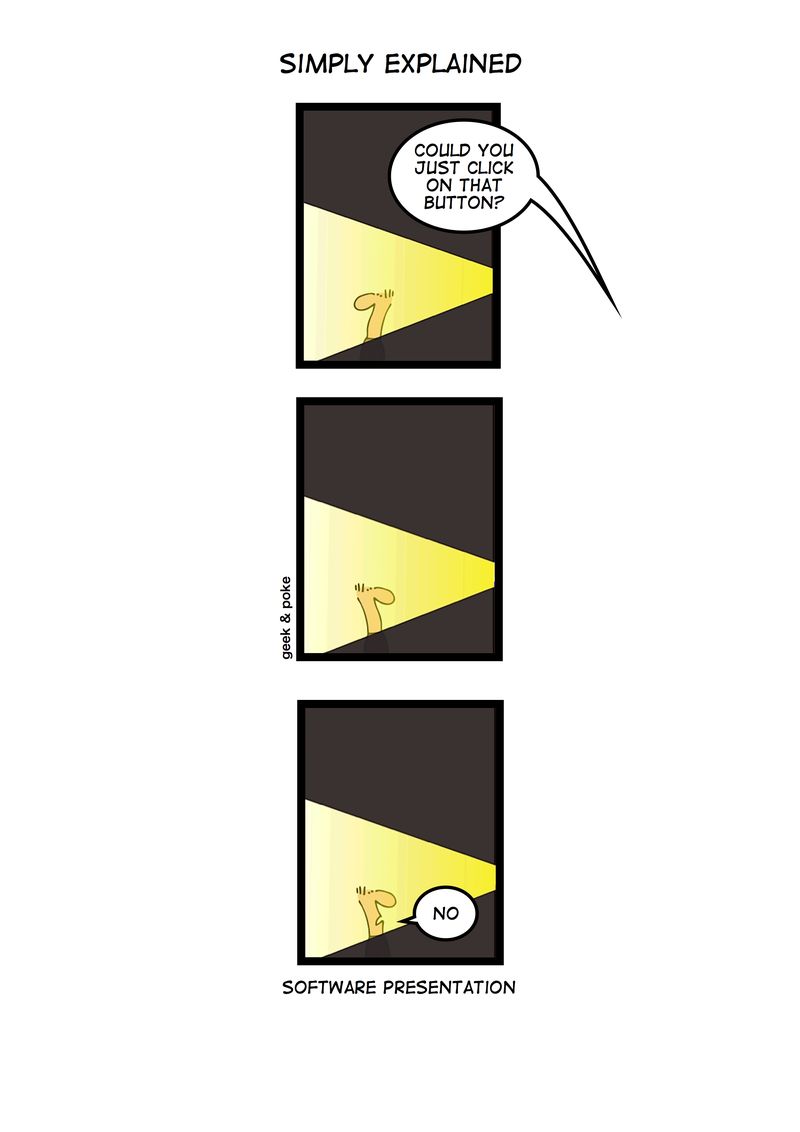 SIMPLY EXPLAINED
COULD YOU
JUST CLICK
ON THAT
BUTTON?
geek & poke
NO
SOFTWARE PRESENTATION